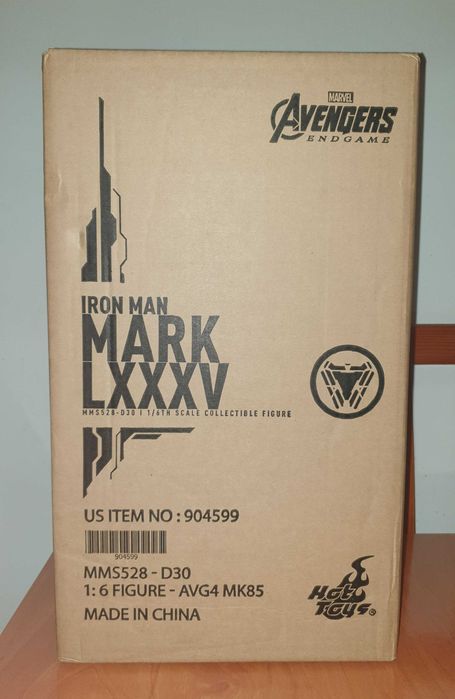 MARVEL
AVENGERS
ENDGAME
IRON MAN
MARK
LXXXV
MMS528-D30 | 1/6TH SCALE COLLECTIBLE FIGURE
US ITEM NO : 904599
904599
MMS528 - D30
1: 6 FIGURE - AVG4 MK85
MADE IN CHINA
Hot
Toys®